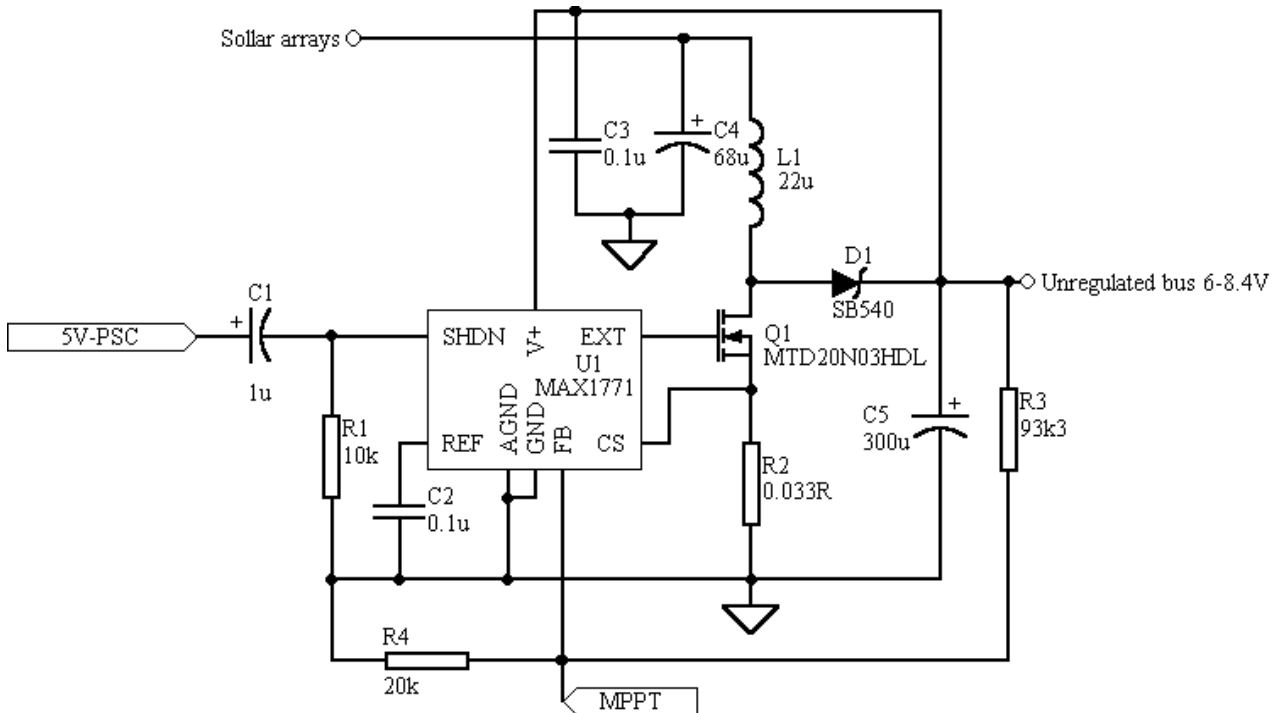 Sollar arrays
C3
0.1u
C4
68u
+
L1
22u
D1
SB540
Unregulated bus 6-8.4V
C1
+
1u
5V-PSC
SHDN
V+
EXT
U1
MAX1771
AGND
GND
FB
REF
CS
Q1
MTD20N03HDL
R1
10k
C2
0.1u
R2
0.033R
C5
300u
+
R3
93k3
R4
20k
MPPT